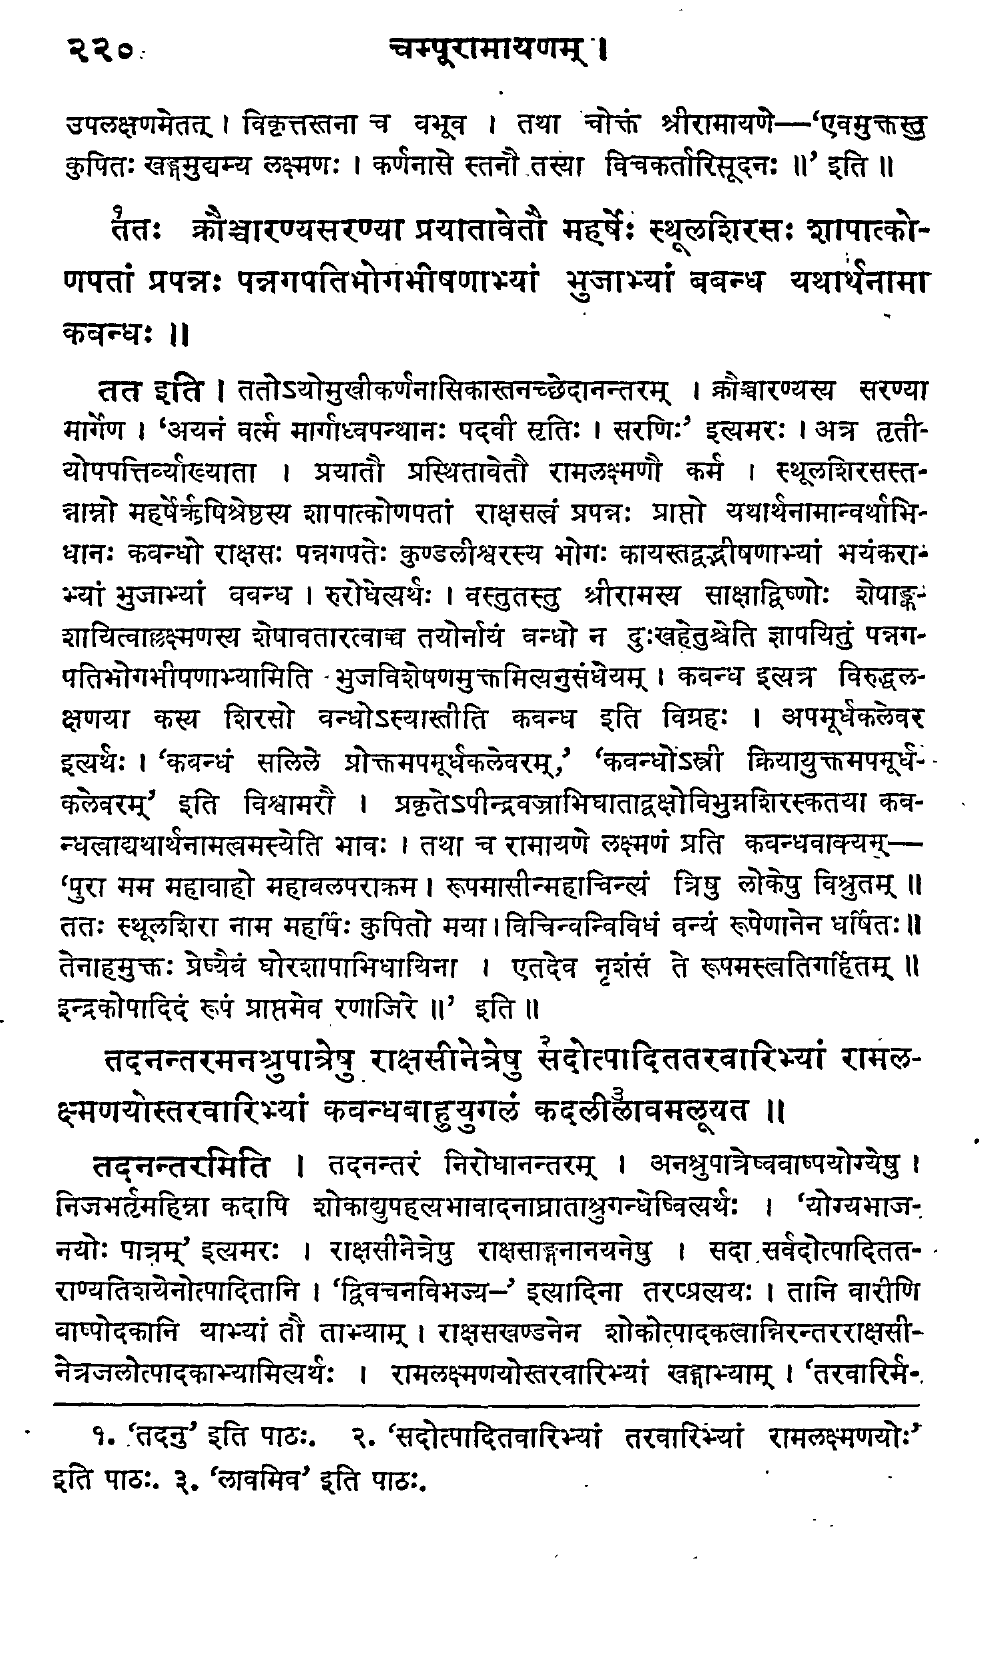 २२० चम्पूरामायणम् ।
उपलक्षणमेतत् । विकृत्तस्तना च बभूव । तथा चोक्तं श्रीरामायणे—‘एवमुक्तस्तु
कुपितः खड्गमुद्यम्य लक्ष्मणः । कर्णनासे स्तनौ तस्या विचकर्तारिसूदनः ॥’ इति ॥
त१तः क्रौञ्चारण्यसरण्या प्रयातावेतौ महर्षेः स्थूलशिरसः शापात्को-
णपतां प्रपन्नः पन्नगपतिभोगभीषणाभ्यां भुजाभ्यां बबन्ध यथार्थनामा
कबन्धः ॥
तत इति । ततोऽयोमुखीकर्णनासिकास्तनच्छेदानन्तरम् । क्रौञ्चारण्यस्य सरण्या
मार्गेण । ‘अयनं वर्त्म मार्गाध्वपन्थानः पदवी सृतिः । सरणिः’ इत्यमरः । अत्र तृती-
योपपत्तिर्व्याख्याता । प्रयातौ प्रस्थितावेतौ रामलक्ष्मणौ कर्म । स्थूलशिरसस्त-
न्नाम्नो महर्षेर्ऋषिश्रेष्ठस्य शापात्कोणपतां राक्षसत्वं प्रपन्नः प्राप्तो यथार्थनामान्वर्थाभि-
धानः कबन्धो राक्षसः पन्नगपतेः कुण्डलीश्वरस्य भोगः कायस्तद्वद्भीषणाभ्यां भयंकरा-
भ्यां भुजाभ्यां बबन्ध । रुरोधेत्यर्थः । वस्तुतस्तु श्रीरामस्य साक्षाद्विष्णोः शेषाङ्क-
शायित्वाल्लक्ष्मणस्य शेषावतारत्वाच्च तयोर्नायं बन्धो न दुःखहेतुश्चेति ज्ञापयितुं पन्नग-
पतिभोगभीषणाभ्यामिति भुजविशेषणमुक्तमित्यनुसंधेयम् । कबन्ध इत्यत्र विरुद्धल-
क्षणया कस्य शिरसो बन्धोऽस्यास्तीति कबन्ध इति विग्रहः । अपमूर्धकलेवर
इत्यर्थः । ‘कबन्धं सलिले प्रोक्तमपमूर्धकलेवरम्,’ ‘कबन्धोऽस्त्री क्रियायुक्तमपमूर्ध-
कलेवरम्’ इति विश्वामरौ । प्रकृतेऽपीन्द्रवज्राभिघाताद्वक्षोविभुग्नशिरस्कतया कब-
न्धत्वाद्यथार्थनामत्वमस्येति भावः । तथा च रामायणे लक्ष्मणं प्रति कबन्धवाक्यम्—
‘पुरा मम महाबाहो महाबलपराक्रम । रूपमासीन्महाचिन्त्यं त्रिषु लोकेषु विश्रुतम् ॥
ततः स्थूलशिरा नाम महर्षिः कुपितो मया । विचिन्वन्विविधं वन्यं रूपेणानेन धर्षितः ॥
तेनाहमुक्तः प्रेष्यैवं घोरशापाभिधायिना । एतदेव नृशंसं ते रूपमस्त्वतिगर्हितम् ॥
इन्द्रकोपादिदं रूपं प्राप्तमेव रणाजिरे ॥’ इति ॥
तदनन्तरमनश्रुपात्रेषु राक्षसीनेत्रेषु स२दोत्पादिततरवारिभ्यां रामल-
क्ष्मणयोस्तरवारिभ्यां कबन्धबाहुयुगलं कदलील३ावमलूयत ॥
तदनन्तरमिति । तदनन्तरं निरोधानन्तरम् । अनश्रुपात्रेष्वबाष्पयोग्येषु ।
निजभर्तृमहिम्ना कदापि शोकाद्युपहत्यभावादनाघ्राताश्रुगन्धेष्वित्यर्थः । ‘योग्यभाज-
नयोः पात्रम्’ इत्यमरः । राक्षसीनेत्रेषु राक्षसाङ्गनानयनेषु । सदा सर्वदोत्पादितत-
राण्यतिशयेनोत्पादितानि । ‘द्विवचनविभज्य—’ इत्यादिना तरप्प्रत्ययः । तानि वारीणि
बाष्पोदकानि याभ्यां तौ ताभ्याम् । राक्षसखण्डनेन शोकोत्पादकत्वान्निरन्तरराक्षसी-
नेत्रजलोत्पादकाभ्यामित्यर्थः । रामलक्ष्मणयोस्तरवारिभ्यां खड्गाभ्याम् । ‘तरवारिर्म-
१. ‘तदनु’ इति पाठः. २. ‘सदोत्पादितवारिभ्यां तरवारिभ्यां रामलक्ष्मणयोः’
इति पाठः. ३. ‘लावमिव’ इति पाठः.